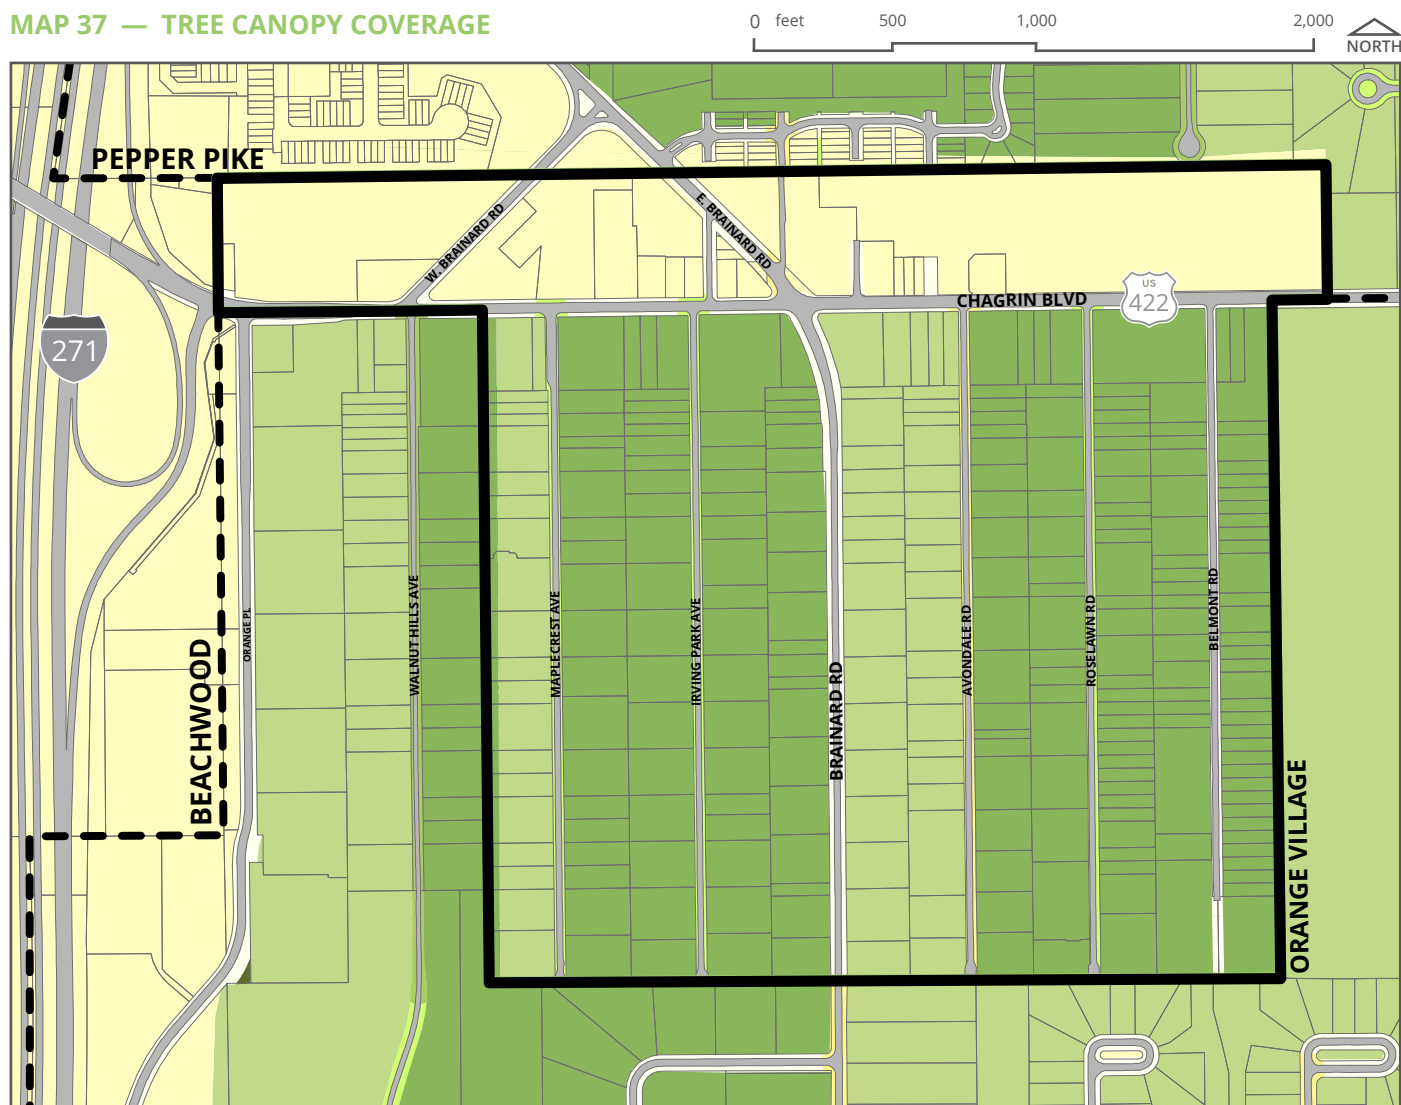 MAP 37 — TREE CANOPY COVERAGE
0 feet 500 1,000 2,000
NORTH
PEPPER PIKE
W. BRAINARD RD
E. BRAINARD RD
CHAGRIN BLVD
US
422
271
ORANGE PL
WALNUT HILLS AVE
MAPLECREST AVE
IRVING PARK AVE
BRAINARD RD
AVONDALE RD
ROSELAWN RD
BELMONT RD
BEACHWOOD
ORANGE VILLAGE